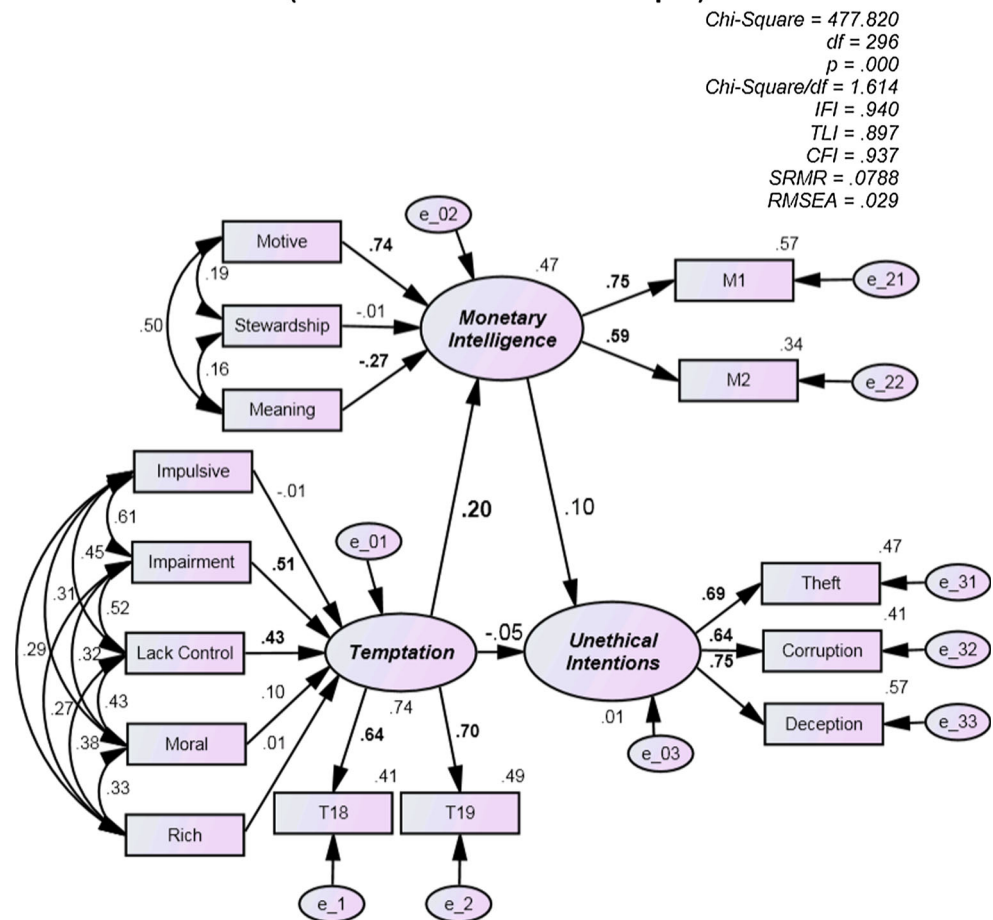 Chi-Square = 477.820
df = 296
p = .000
Chi-Square/df = 1.614
IFI = .940
TLI = .897
CFI = .937
SRMR = .0788
RMSEA = .029
e_02
Motive
.74
.57
.19
.47
.75
M1
e_21
.50
Stewardship
-.01
Monetary
Intelligence
.59
.34
.16
-.27
M2
e_22
Meaning
Impulsive
-.01
.61
.20
.10
.45
Impairment
.51
e_01
.47
.31
.52
.69
Theft
e_31
.41
.29
.32
Lack Control
.43
Temptation
-.05
Unethical
Intentions
.64
.75
Corruption
e_32
.27
.43
.10
.57
.38
Moral
.01
.74
.01
Deception
e_33
.64
.70
e_03
.33
.41
.49
Rich
T18
T19
e_1
e_2